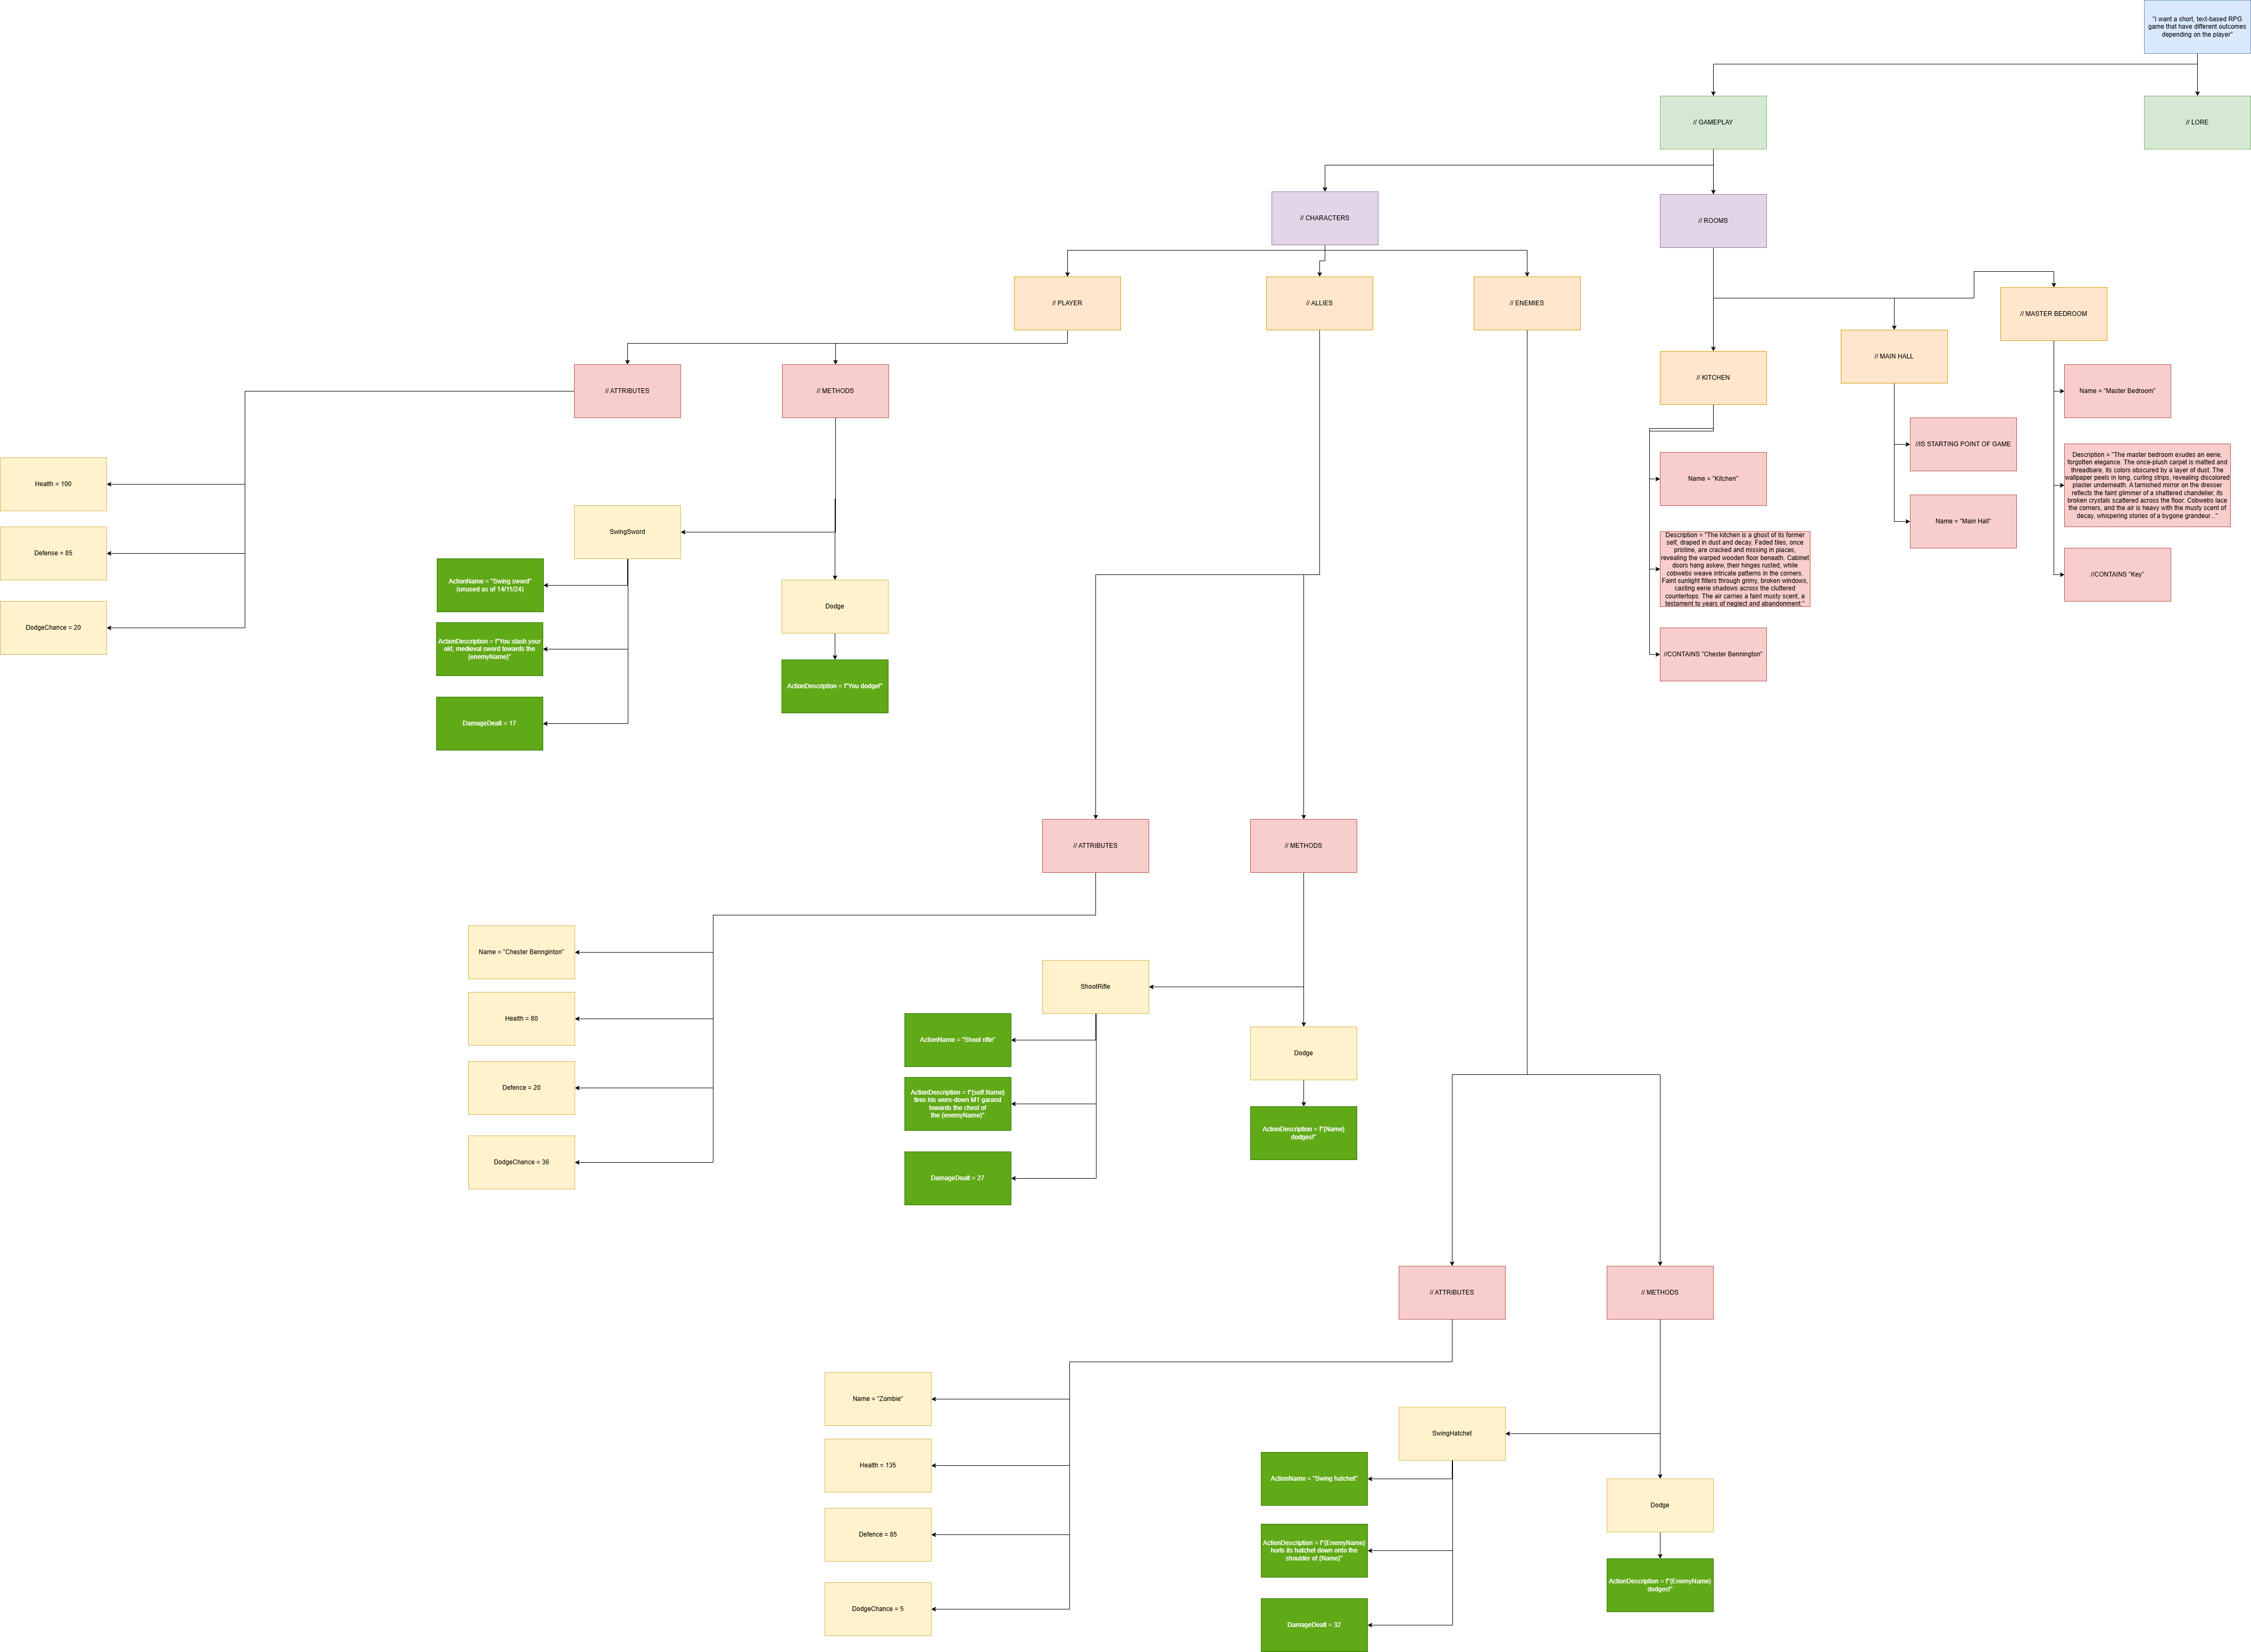 "I want a short, text-based RPG
game that have different outcomes
depending on the player"
// GAMEPLAY
// LORE
// CHARACTERS
// ROOMS
// PLAYER
// ALLIES
// ENEMIES
// MASTER BEDROOM
// MAIN HALL
// KITCHEN
// ATTRIBUTES
// METHODS
Name = "Master Bedroom"
//IS STARTING POINT OF GAME
Description = "The master bedroom exudes an eerie,
forgotten elegance. The once-plush carpet is matted and
threadbare, its colors obscured by a layer of dust. The
wallpaper peels in long, curling strips, revealing discolored
plaster underneath. A tarnished mirror on the dresser
reflects the faint glimmer of a shattered chandelier, its
broken crystals scattered across the floor. Cobwebs lace
the corners, and the air is heavy with the musty scent of
decay, whispering stories of a bygone grandeur..."
Name = "Main Hall"
//CONTAINS "Key"
Name = "Kitchen"
Description = "The kitchen is a ghost of its former
self, draped in dust and decay. Faded tiles, once
pristine, are cracked and missing in places,
revealing the warped wooden floor beneath. Cabinet
doors hang askew, their hinges rusted, while
cobwebs weave intricate patterns in the corners.
Faint sunlight filters through grimy, broken windows,
casting eerie shadows across the cluttered
countertops. The air carries a faint musty scent, a
testament to years of neglect and abandonment."
//CONTAINS "Chester Bennington"
Health = 100
Defense = 85
DodgeChance = 20
SwingSword
ActionName = "Swing sword"
(unused as of 14/11/24)
ActionDescription = f"You slash your
old, medieval sword towards the
{enemyName}"
DamageDealt = 17
Dodge
ActionDescription = f"You dodge!"
// ATTRIBUTES
// METHODS
Name = "Chester Bennginton"
Health = 80
Defence = 20
DodgeChance = 36
ShootRifle
ActionName = "Shoot rifle"
ActionDescription = f"{self.Name}
fires his worn-down M1 garand
towards the chest of
the {enemyName}"
DamageDealt = 27
Dodge
ActionDescription = f"{Name}
dodges!"
// ATTRIBUTES
// METHODS
Name = "Zombie"
Health = 135
Defence = 85
DodgeChance = 5
SwingHatchet
ActionName = "Swing hatchet"
ActionDescription = f"{EnemyName}
hurls its hatchet down onto the
shoulder of {Name}"
DamageDealt = 32
Dodge
ActionDescription = f"{EnemyName}
dodges!"